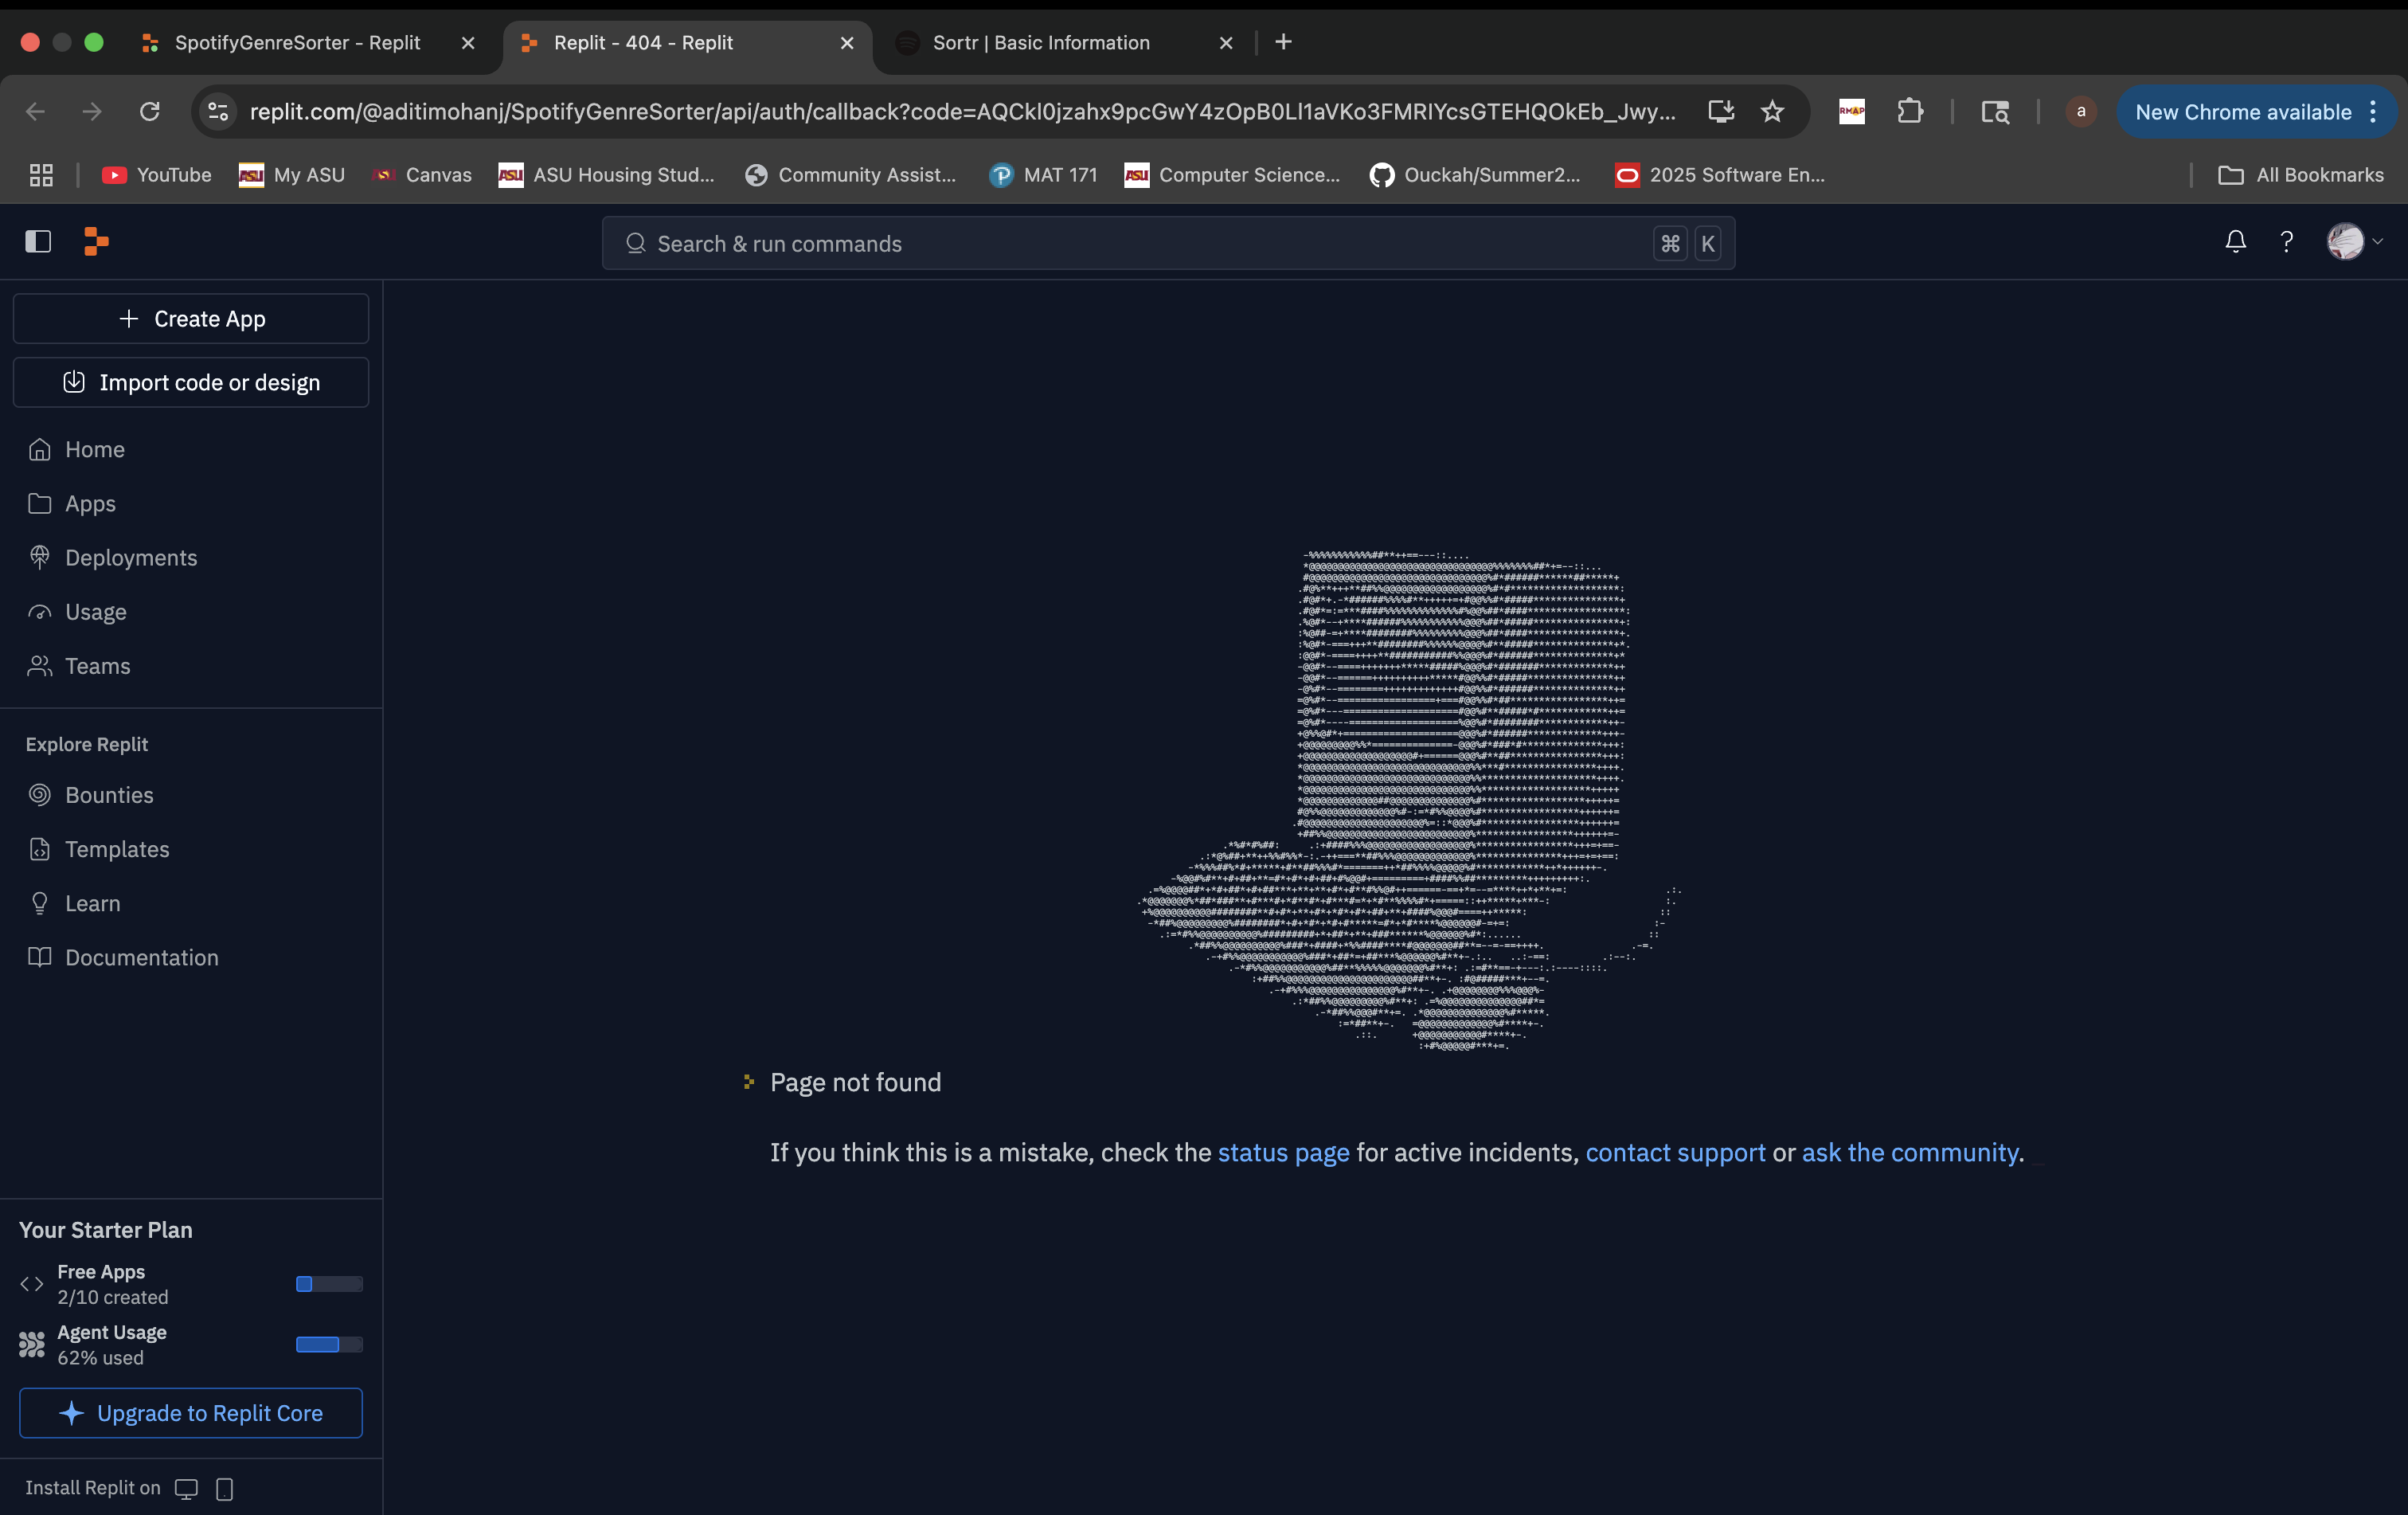 SpotifyGenreSorter - Replit
Replit - 404 - Replit
Sortr | Basic Information
replit.com/@aditimohanj/SpotifyGenreSorter/api/auth/callback?code=AQCkl0jzahx9pcGwY4zOpB0Ll1aVKo3FMRIYcsGTEHQOkEb_Jwy...
RMAP
a
New Chrome available
YouTube
My ASU
Canvas
ASU Housing Stud...
Community Assist...
MAT 171
Computer Science...
Ouckah/Summer2...
2025 Software En...
All Bookmarks
Search & run commands
⌘ K
Create App
Import code or design
Home
Apps
Deployments
Usage
Teams
Explore Replit
Bounties
Templates
Learn
Documentation
Page not found
If you think this is a mistake, check the status page for active incidents, contact support or ask the community.
Your Starter Plan
Free Apps
2/10 created
Agent Usage
62% used
Upgrade to Replit Core
Install Replit on